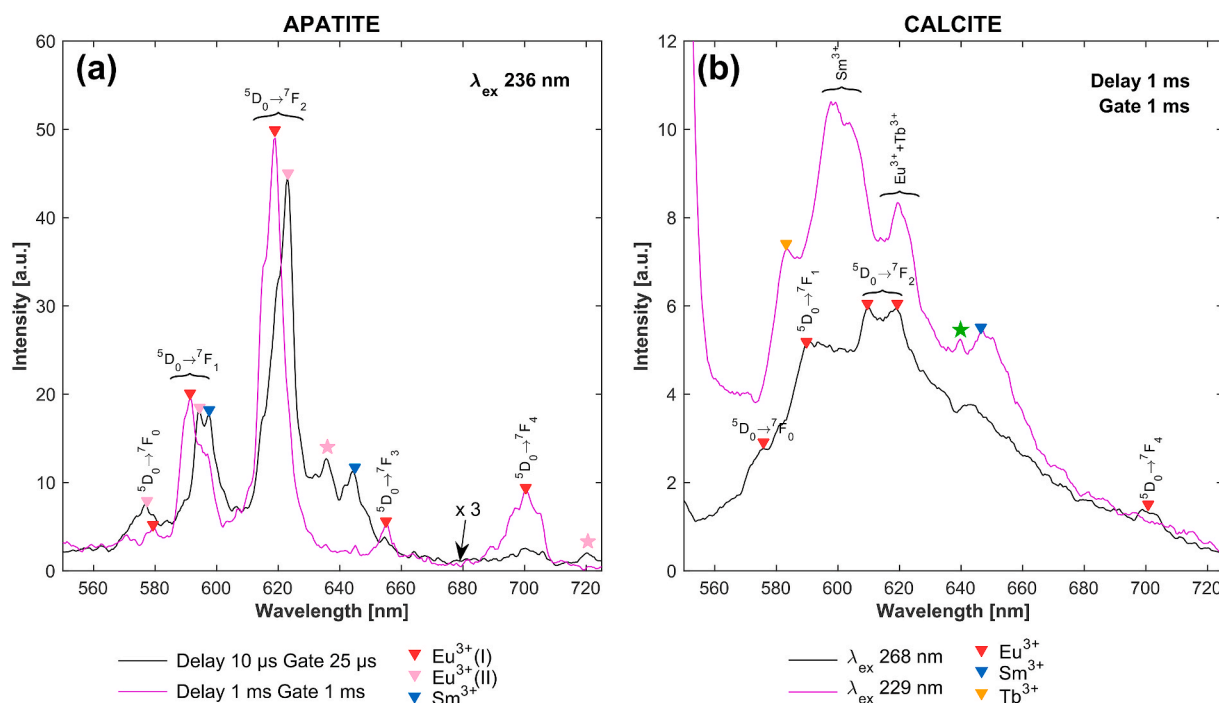 APATITE
(a)
λex 236 nm
⁵D₀→⁷F₂
⁵D₀→⁷F₁
⁵D₀→⁷F₀
⁵D₀→⁷F₃
⁵D₀→⁷F₄
x 3
60
50
40
30
20
10
0
Intensity [a.u.]
560 580 600 620 640 660 680 700 720
Wavelength [nm]
Delay 10 µs Gate 25 µs
Delay 1 ms Gate 1 ms
Eu³⁺(I)
Eu³⁺(II)
Sm³⁺
CALCITE
(b)
Delay 1 ms
Gate 1 ms
Sm³⁺
Eu³⁺+Tb³⁺
⁵D₀→⁷F₁
⁵D₀→⁷F₂
⁵D₀→⁷F₀
⁵D₀→⁷F₄
12
10
8
6
4
2
0
Intensity [a.u.]
560 580 600 620 640 660 680 700 720
Wavelength [nm]
λex 268 nm
λex 229 nm
Eu³⁺
Sm³⁺
Tb³⁺